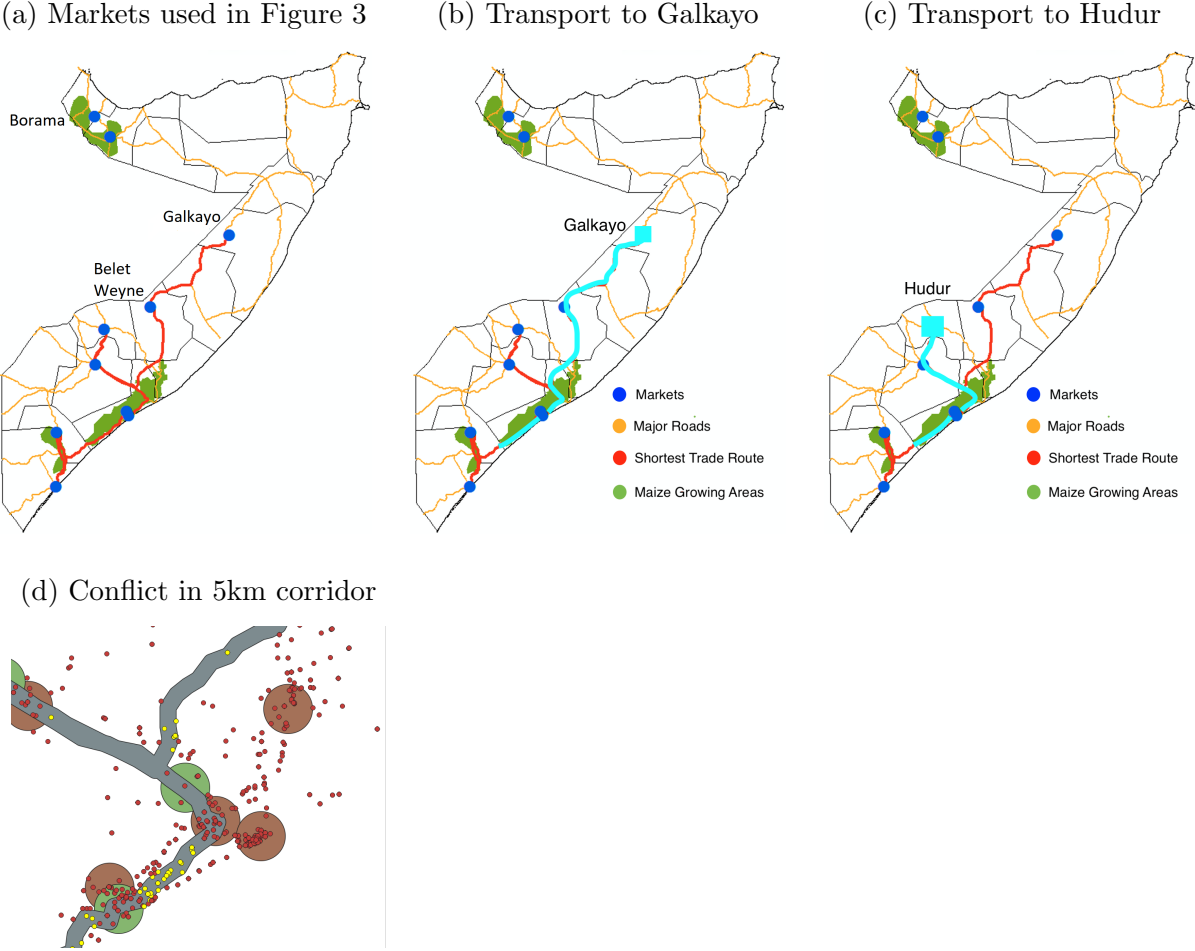 (a) Markets used in Figure 3
(b) Transport to Galkayo
(c) Transport to Hudur
Borama
Galkayo
Belet
Weyne
Galkayo
Markets
Major Roads
Shortest Trade Route
Maize Growing Areas
Hudur
Markets
Major Roads
Shortest Trade Route
Maize Growing Areas
(d) Conflict in 5km corridor